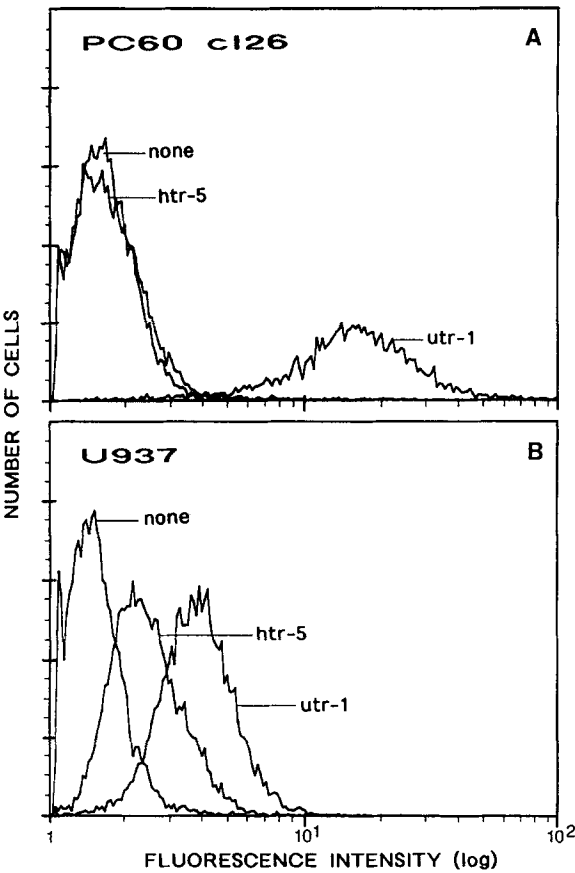 PC60 cl26
A
none
htr-5
utr-1
NUMBER OF CELLS
U937
B
none
htr-5
utr-1
1
10¹
10²
FLUORESCENCE INTENSITY (log)